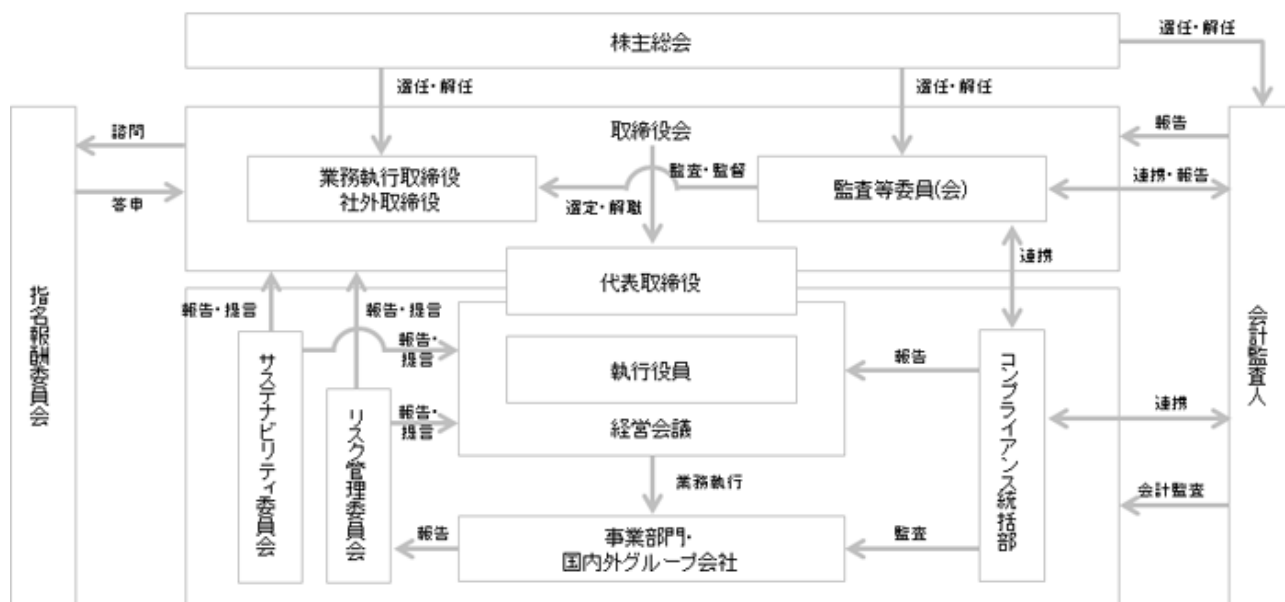 株主総会
選任・解任
選任・解任
選任・解任
諮問
取締役会
報告
業務執行取締役
社外取締役
監査・監督
監査等委員(会)
連携・報告
答申
選定・解職
連携
代表取締役
報告・提言
報告・提言
指名報酬委員会
会計監査人
サステナビリティ委員会
報告・
提言
執行役員
報告
コンプライアンス統括部
リスク管理委員会
報告・
提言
経営会議
連携
業務執行
会計監査
報告
事業部門・
国内外グループ会社
監査